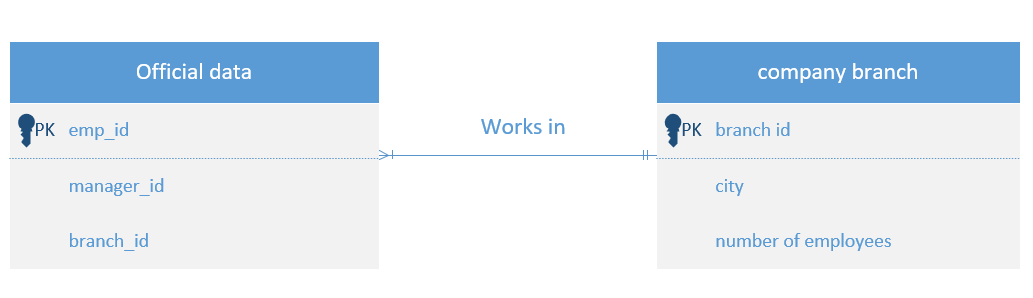 Official data
PK emp_id
manager_id
branch_id
Works in
company branch
PK branch id
city
number of employees